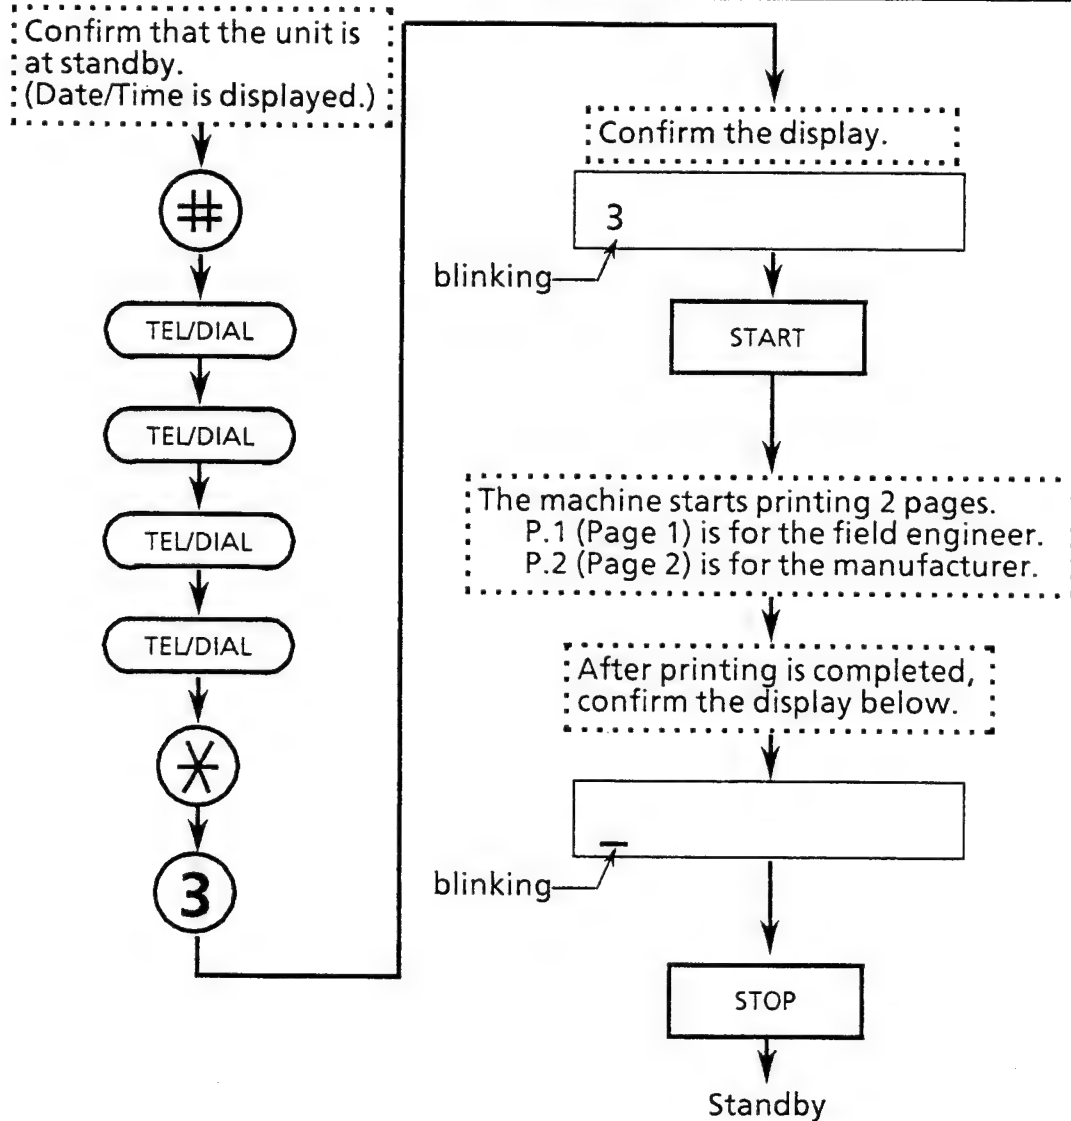 Confirm that the unit is
at standby.
(Date/Time is displayed.)
#
TEL/DIAL
TEL/DIAL
TEL/DIAL
TEL/DIAL
*
3
Confirm the display.
3
blinking
START
The machine starts printing 2 pages.
P.1 (Page 1) is for the field engineer.
P.2 (Page 2) is for the manufacturer.
After printing is completed,
confirm the display below.
_
blinking
STOP
Standby